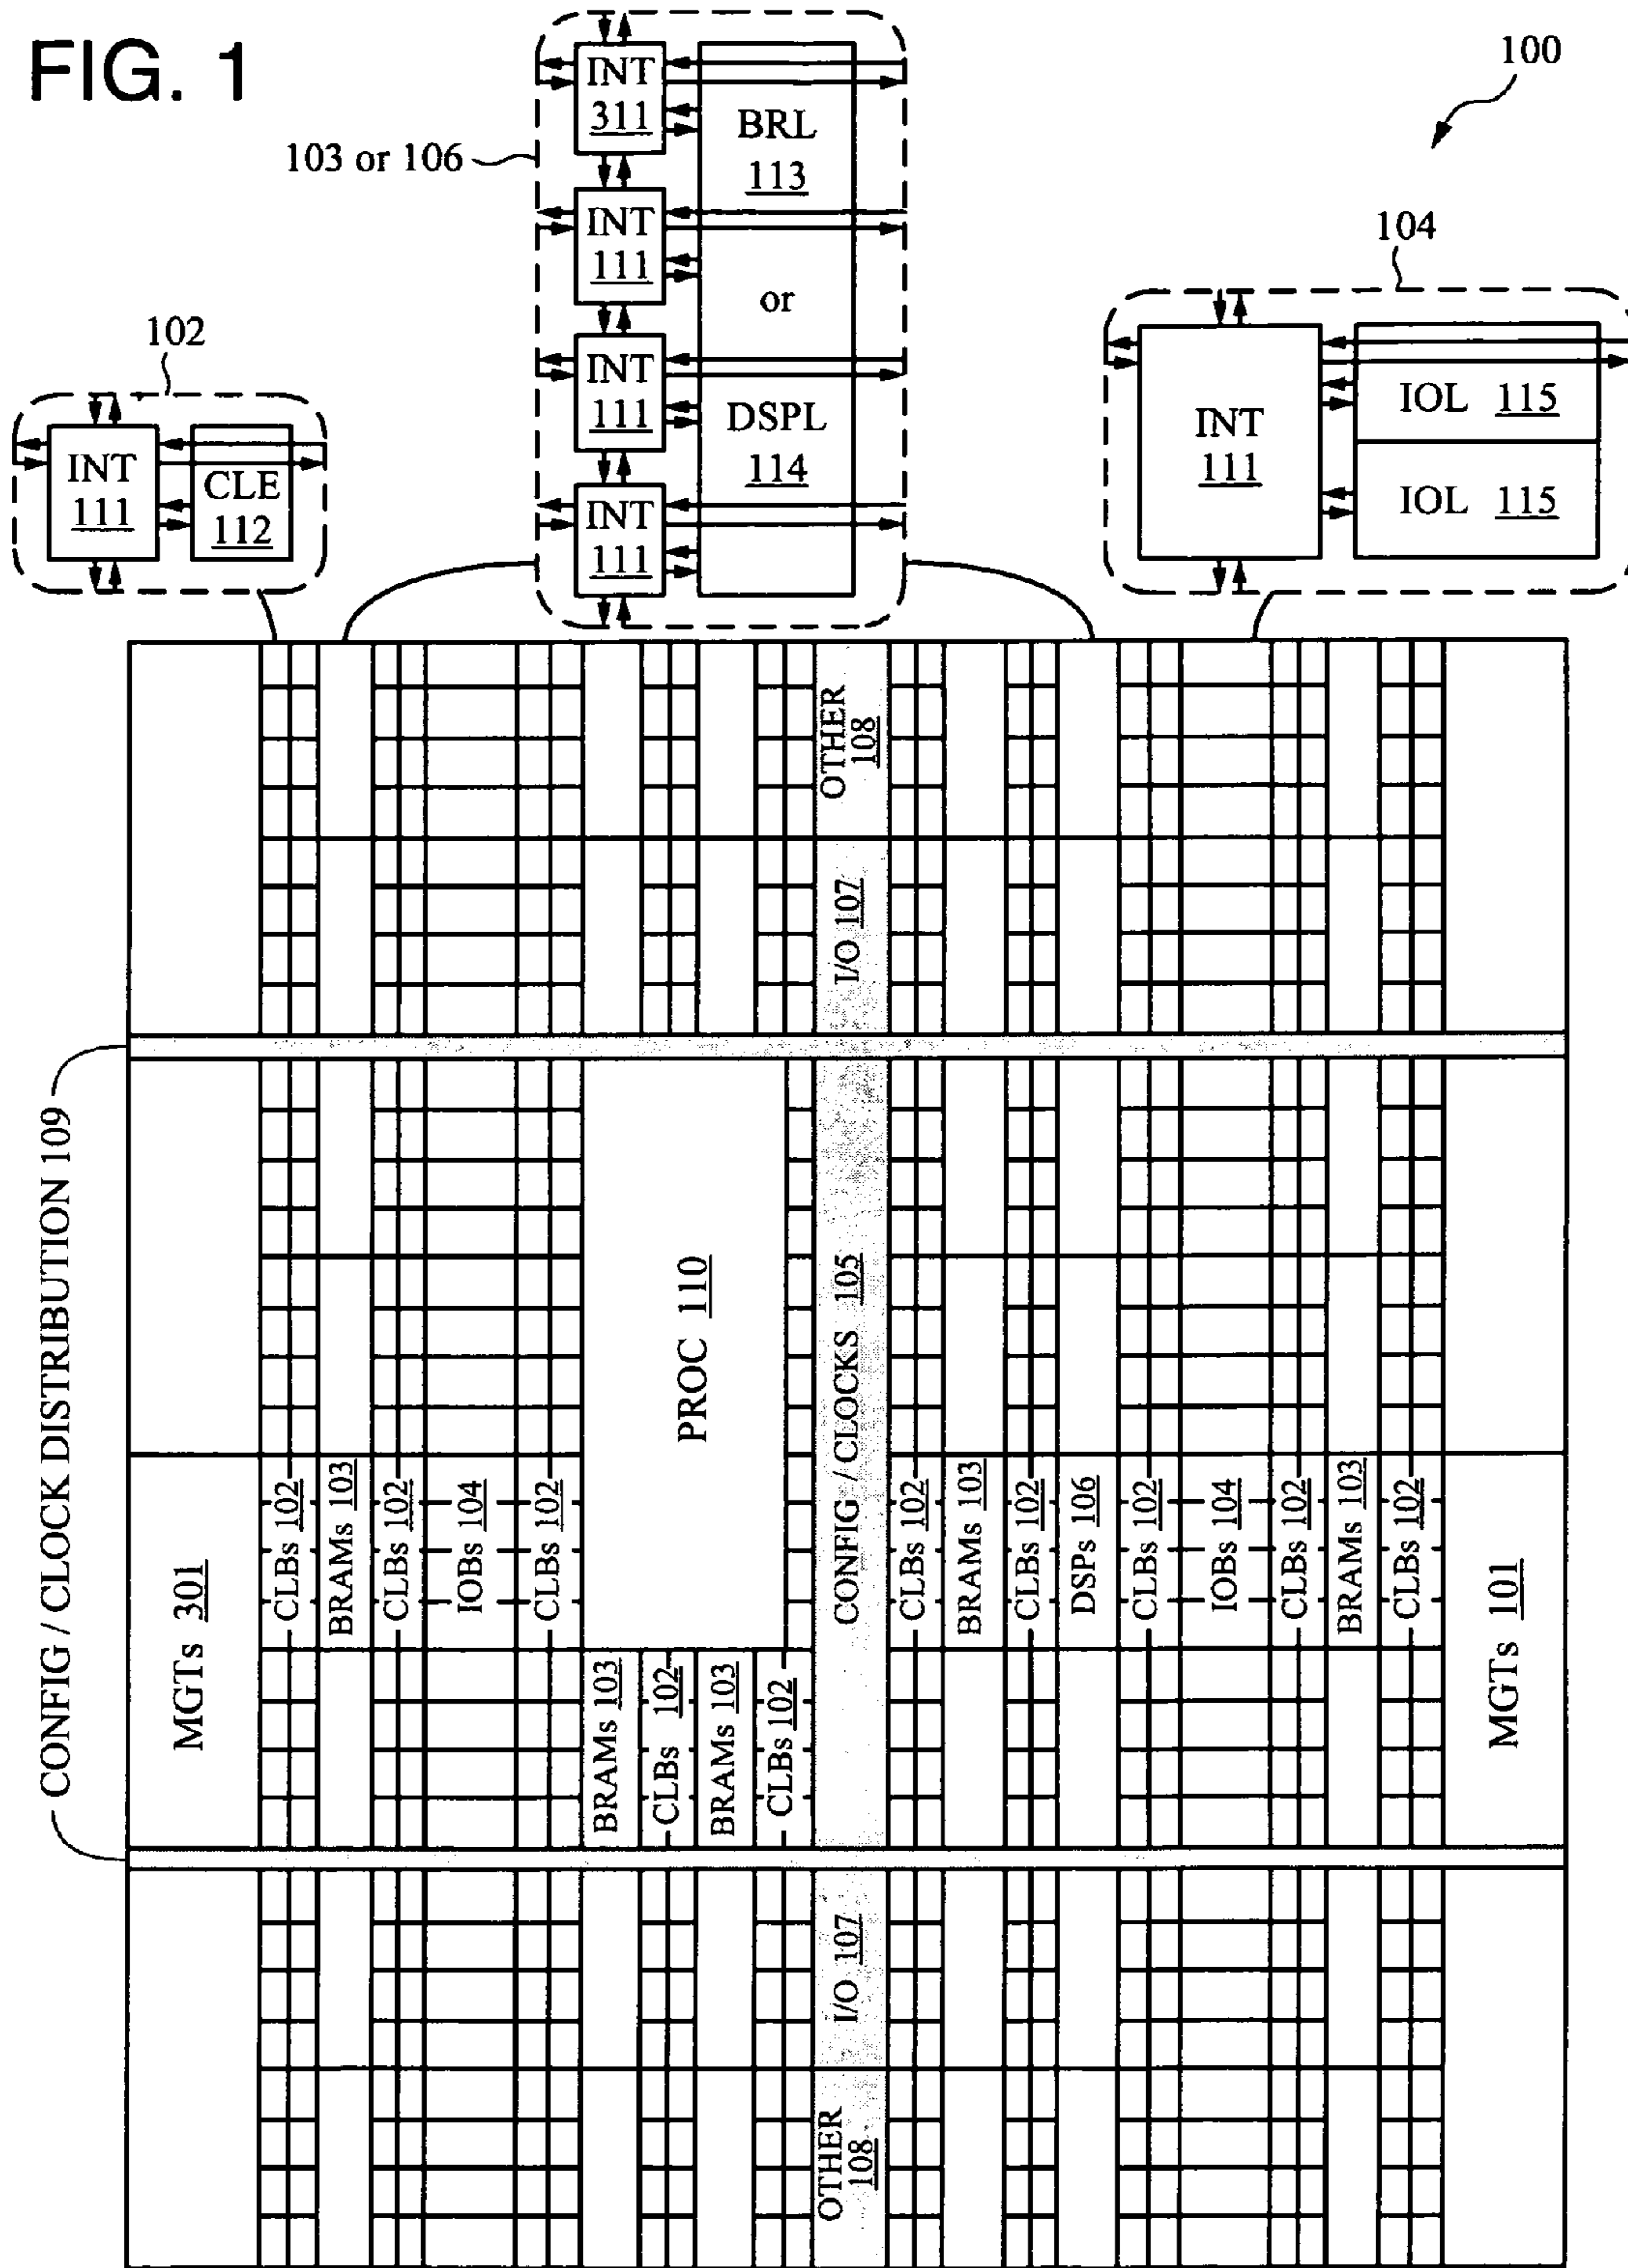 FIG. 1
100
103 or 106
INT
311
BRL
113
INT
111
or
INT
111
DSPL
114
INT
111
102
INT
111
CLE
112
104
INT
111
IOL 115
IOL 115
OTHER
108
I/O 107
CONFIG / CLOCK DISTRIBUTION 109
PROC 110
CONFIG / CLOCKS 105
MGTs 301
CLBs 102
BRAMs 103
CLBs 102
IOBs 104
CLBs 102
BRAMs 103
CLBs 102
BRAMs 103
CLBs 102
CLBs 102
BRAMs 103
CLBs 102
DSPs 106
CLBs 102
IOBs 104
CLBs 102
BRAMs 103
CLBs 102
MGTs 101
I/O 107
OTHER
108